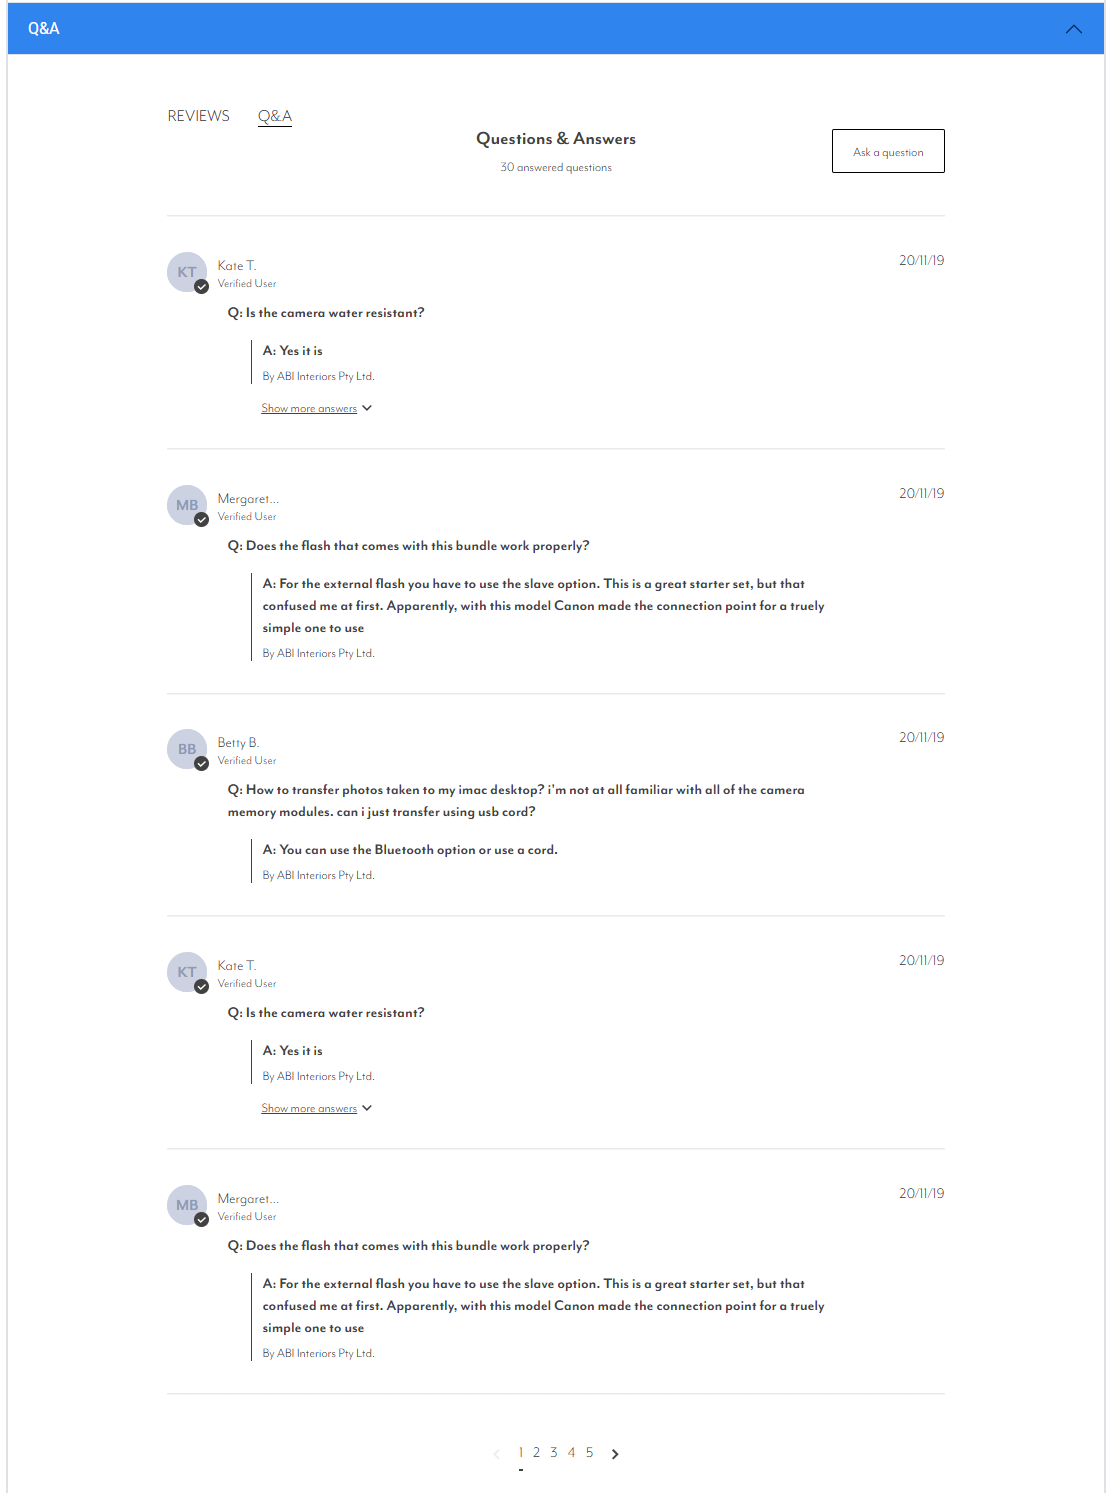 Q&A
REVIEWS Q&A
Questions & Answers
30 answered questions
Ask a question
KT
Kate T.
20/11/19
Verified User
Q: Is the camera water resistant?
A: Yes it is
By ABI Interiors Pty Ltd.
Show more answers
MB
Mergaret...
20/11/19
Verified User
Q: Does the flash that comes with this bundle work properly?
A: For the external flash you have to use the slave option. This is a great starter set, but that
confused me at first. Apparently, with this model Canon made the connection point for a truely
simple one to use
By ABI Interiors Pty Ltd.
BB
Betty B.
20/11/19
Verified User
Q: How to transfer photos taken to my imac desktop? i'm not at all familiar with all of the camera
memory modules. can i just transfer using usb cord?
A: You can use the Bluetooth option or use a cord.
By ABI Interiors Pty Ltd.
KT
Kate T.
20/11/19
Verified User
Q: Is the camera water resistant?
A: Yes it is
By ABI Interiors Pty Ltd.
Show more answers
MB
Mergaret...
20/11/19
Verified User
Q: Does the flash that comes with this bundle work properly?
A: For the external flash you have to use the slave option. This is a great starter set, but that
confused me at first. Apparently, with this model Canon made the connection point for a truely
simple one to use
By ABI Interiors Pty Ltd.
1 2 3 4 5